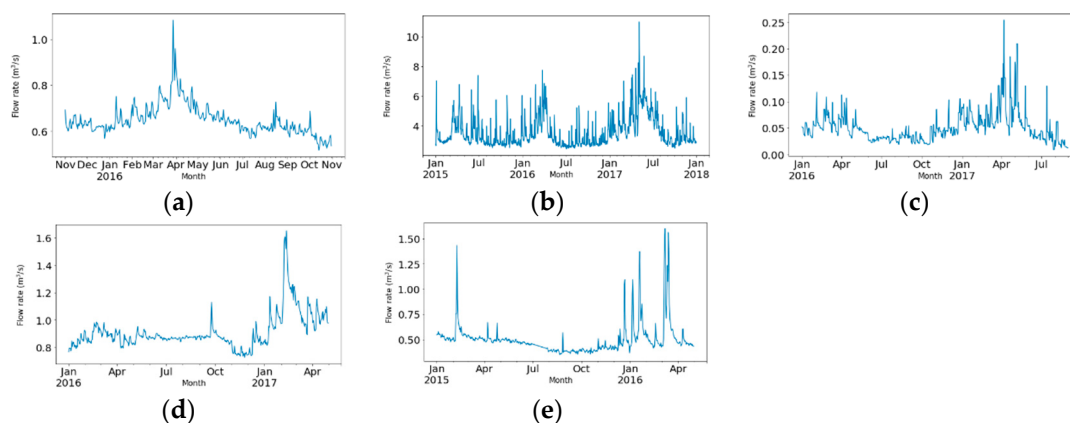 1.0
0.8
0.6
Flow rate (m³/s)
Nov Dec Jan Feb Mar Apr May Jun Jul Aug Sep Oct Nov
2016
Month
(a)
10
8
6
4
Flow rate (m³/s)
Jan Jul Jan Jul Jan Jul Jan
2015 2016 2017 2018
Month
(b)
0.25
0.20
0.15
0.10
0.05
0.00
Flow rate (m³/s)
Jan Apr Jul Oct Jan Apr Jul
2016 2017
Month
(c)
1.6
1.4
1.2
1.0
0.8
Flow rate (m³/s)
Jan Apr Jul Oct Jan Apr
2016 2017
Month
(d)
1.50
1.25
1.00
0.75
0.50
Flow rate (m³/s)
Jan Apr Jul Oct Jan Apr
2015 2016
Month
(e)